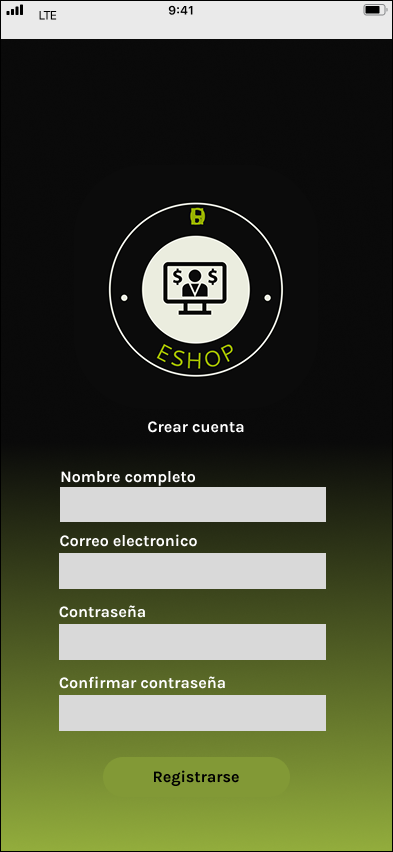 LTE 9:41
B
$ $
ESHOP
Crear cuenta
Nombre completo
Correo electronico
Contraseña
Confirmar contraseña
Registrarse